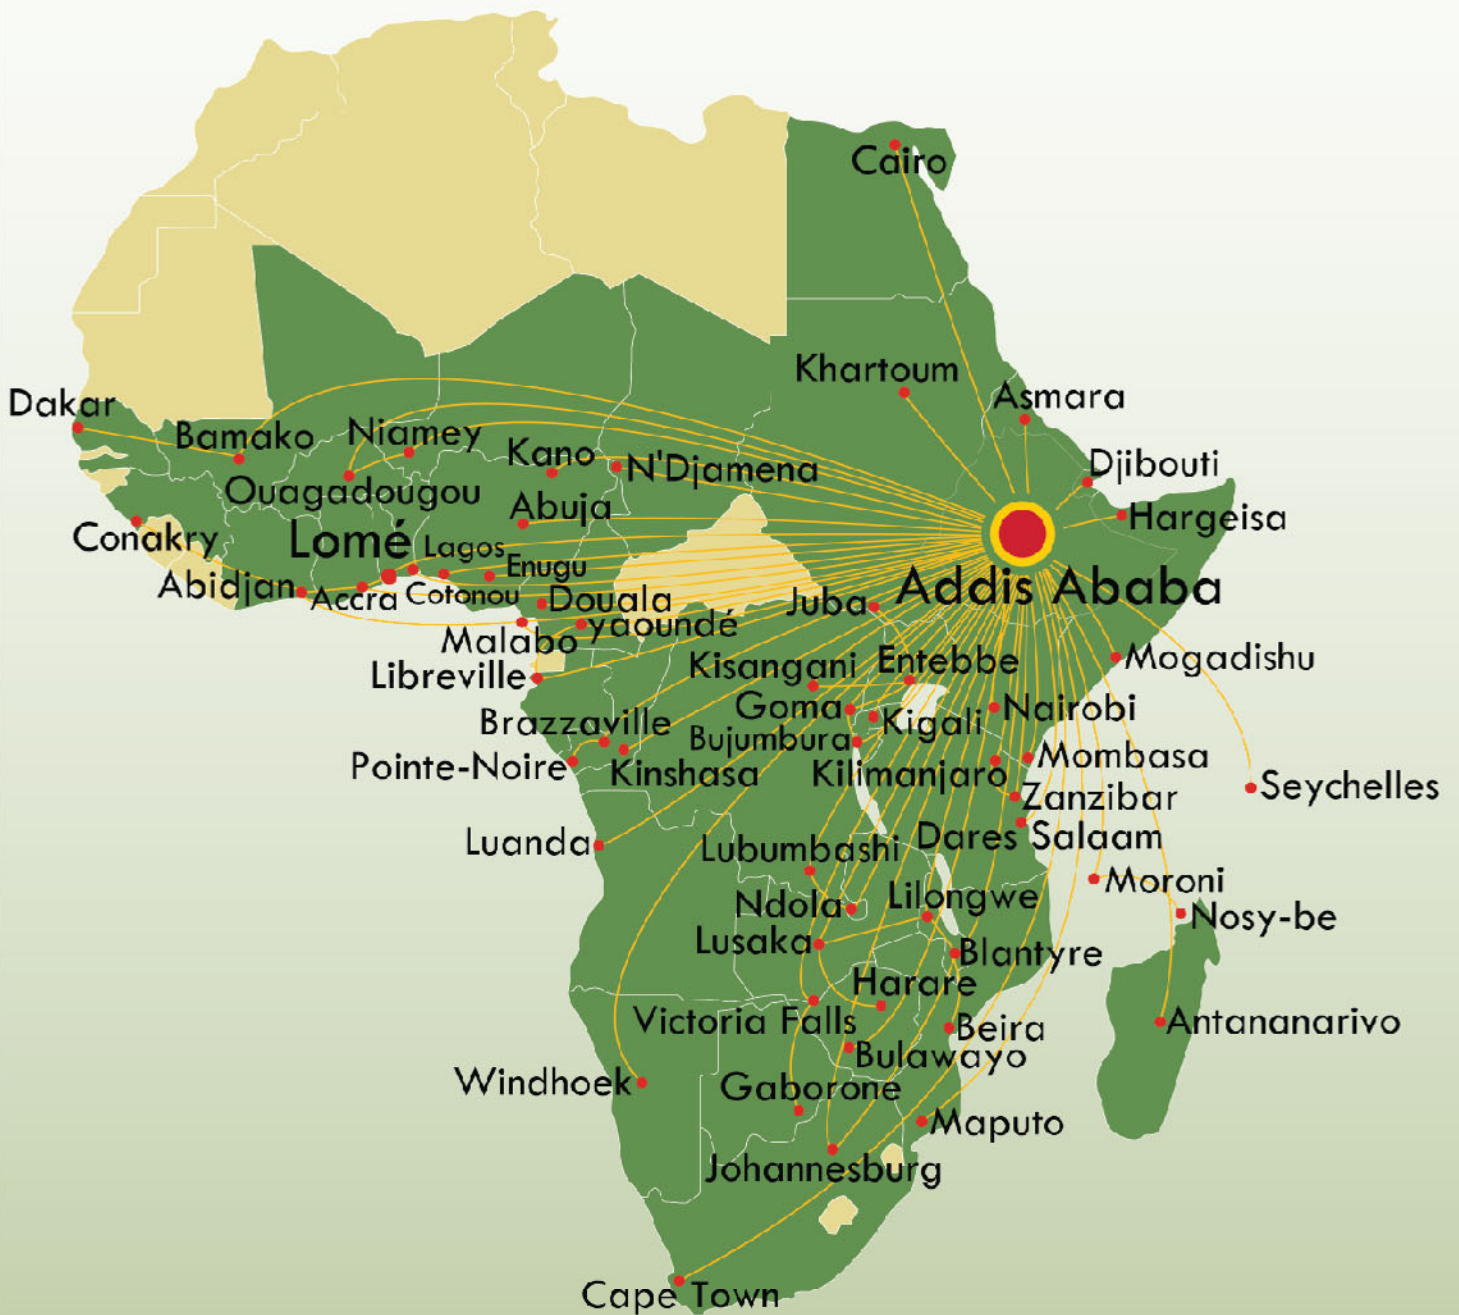 Cairo
Khartoum
Asmara
Dakar
Bamako
Niamey
Kano
N'Djamena
Djibouti
Ouagadougou
Abuja
Hargeisa
Conakry
Lomé
Lagos
Enugu
Abidjan
Accra
Cotonou
Douala
Juba
Addis Ababa
Malabo
yaoundé
Libreville
Kisangani
Entebbe
Mogadishu
Goma
Kigali
Nairobi
Brazzaville
Bujumbura
Pointe-Noire
Kinshasa
Kilimanjaro
Mombasa
Seychelles
Zanzibar
Luanda
Lubumbashi
Dares Salaam
Moroni
Ndola
Lilongwe
Nosy-be
Lusaka
Blantyre
Harare
Victoria Falls
Beira
Antananarivo
Bulawayo
Windhoek
Gaborone
Maputo
Johannesburg
Cape Town